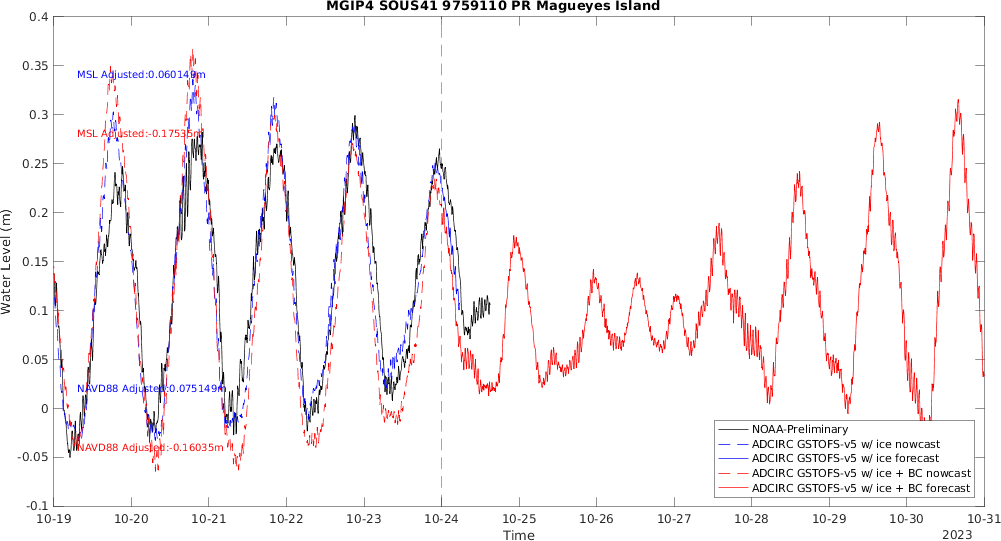 MGIP4 SOUS41 9759110 PR Magueyes Island
Water Level (m)
0.4
0.35
0.3
0.25
0.2
0.15
0.1
0.05
0
-0.05
-0.1
MSL Adjusted:0.060149m
MSL Adjusted:-0.17535m
NAVD88 Adjusted:0.075149m
NAVD88 Adjusted:-0.16035m
NOAA-Preliminary
ADCIRC GSTOFS-v5 w/ ice nowcast
ADCIRC GSTOFS-v5 w/ ice forecast
ADCIRC GSTOFS-v5 w/ ice + BC nowcast
ADCIRC GSTOFS-v5 w/ ice + BC forecast
10-19 10-20 10-21 10-22 10-23 10-24 10-25 10-26 10-27 10-28 10-29 10-30 10-31
Time
2023